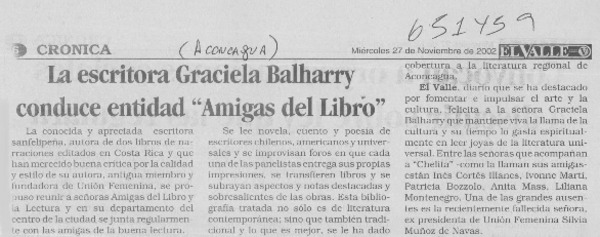 651459
CRONICA
(ACONCAGUA)
Miércoles 27 de Noviembre de 2002
EL VALLE
La escritora Graciela Balharry
conduce entidad “Amigas del Libro”
La conocida y apreciada escritora
sanfelipeña, autora de dos libros de nar-
raciones editados en Costa Rica y que
han merecido buena crítica por la calidad
y estilo de su autora, antigua miembro y
fundadora de Unión Femenina, se pro-
puso reunir a señoras Amigas del Libro y
la Lectura y en su departamento del
centro de la ciudad se junta regularmen-
te con las amigas de la buena lectura.
Se lee novela, cuento y poesía de
escritores chilenos, americanos y univer-
sales y se improvisan foros en que cada
una de las panelistas entrega sus propias
impresiones, se transfieren libros y se
subrayan aspectos y notas destacadas y
sobresalientes de las obras. Esta biblio-
grafía tratada no sólo es de literatura
contemporánea; sino que también tradicio-
nal y lo que es mejor, se le ha dado
cobertura a la literatura regional de
Aconcagua.
El Valle, diario que se ha destacado
por fomentar e impulsar el arte y la
cultura, felicita a la señora Graciela
Balharry que mantiene viva la llama de la
cultura y su tiempo lo gasta espiritual-
mente en leer joyas de la literatura uni-
versal. Entre las señoras que acompañan
a "Chelita" -como la llaman sus amigas-
están Inés Cortés Illanes, Ivonne Martí,
Patricia Bozzolo, Anita Mass, Liliana
Montenegro. Una de las grandes ausen-
tes es la recientemente fallecida señora,
ex presidenta de Unión Femenina Silvia
Muñoz de Navas.